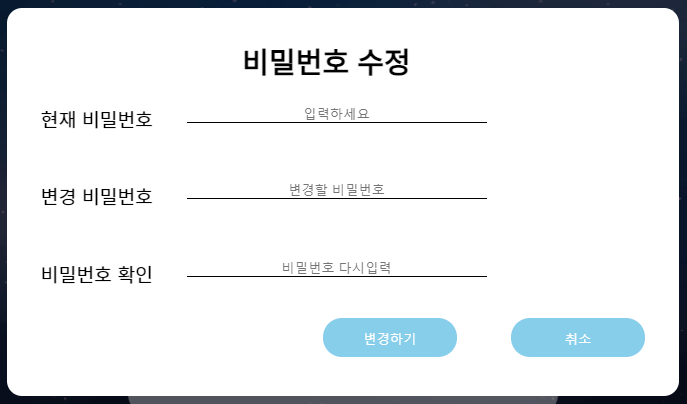 비밀번호 수정
현재 비밀번호 입력하세요
변경 비밀번호 변경할 비밀번호
비밀번호 확인 비밀번호 다시입력
변경하기 취소